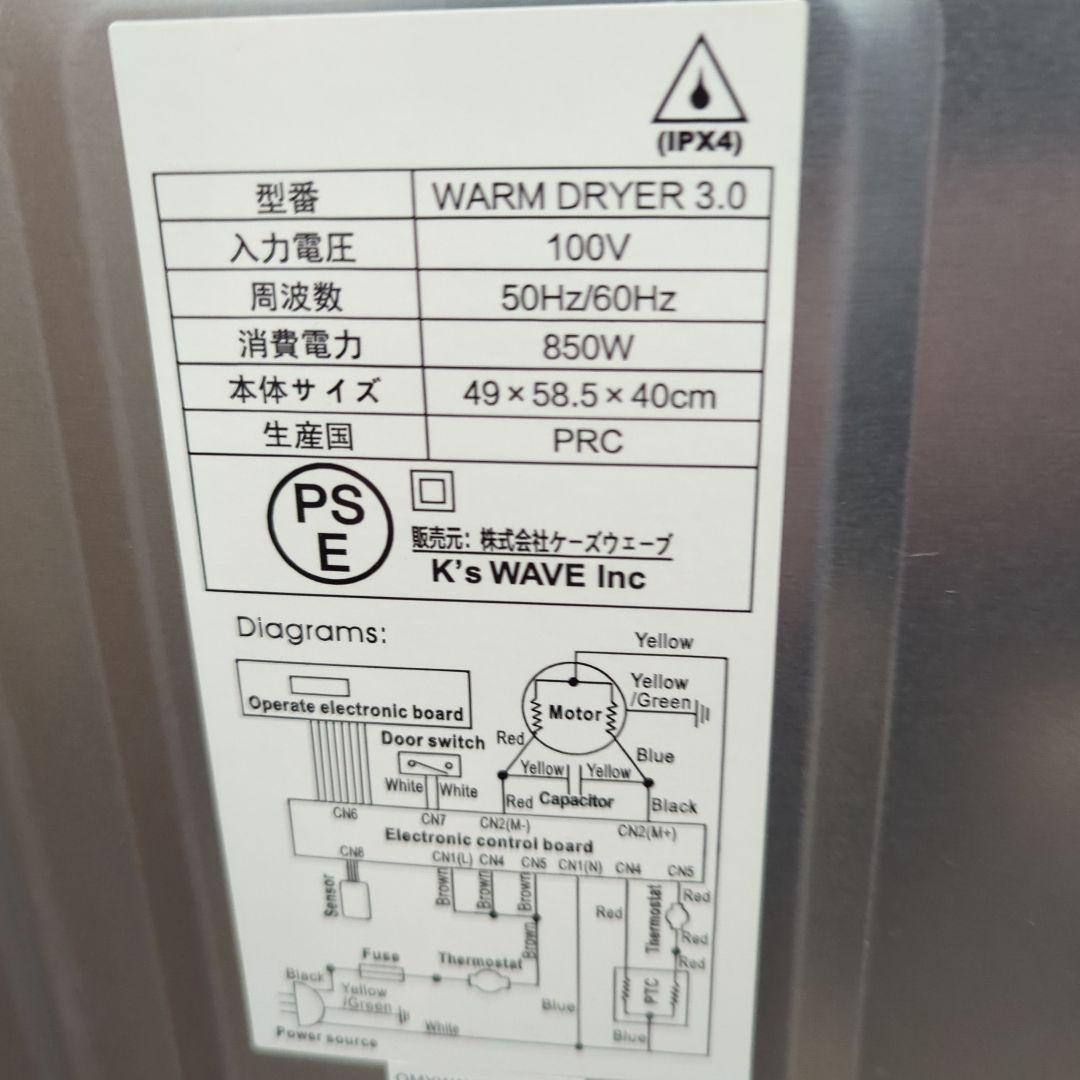 (IPX4)
型番 WARM DRYER 3.0
入力電圧 100V
周波数 50Hz/60Hz
消費電力 850W
本体サイズ 49×58.5×40cm
生産国 PRC
PS
E
販売元: 株式会社ケーズウェーブ
K's WAVE Inc
Diagrams:
Yellow
Operate electronic board
Yellow
/Green
Motor
Door switch
Red
Blue
White White
Yellow Yellow
Red Capacitor Black
CN6 CN7 CN2(M-) CN2(M+)
Electronic control board
CN8 CN1(L) CN4 CN5 CN1(N) CN4 CN5
Sensor
Brown Brown Brown
Red
Thermostat
Red
Brown
Red
Fuse
Thermostat
Red
Black
Yellow
/Green
PTC
Blue
White
Blue
Power source